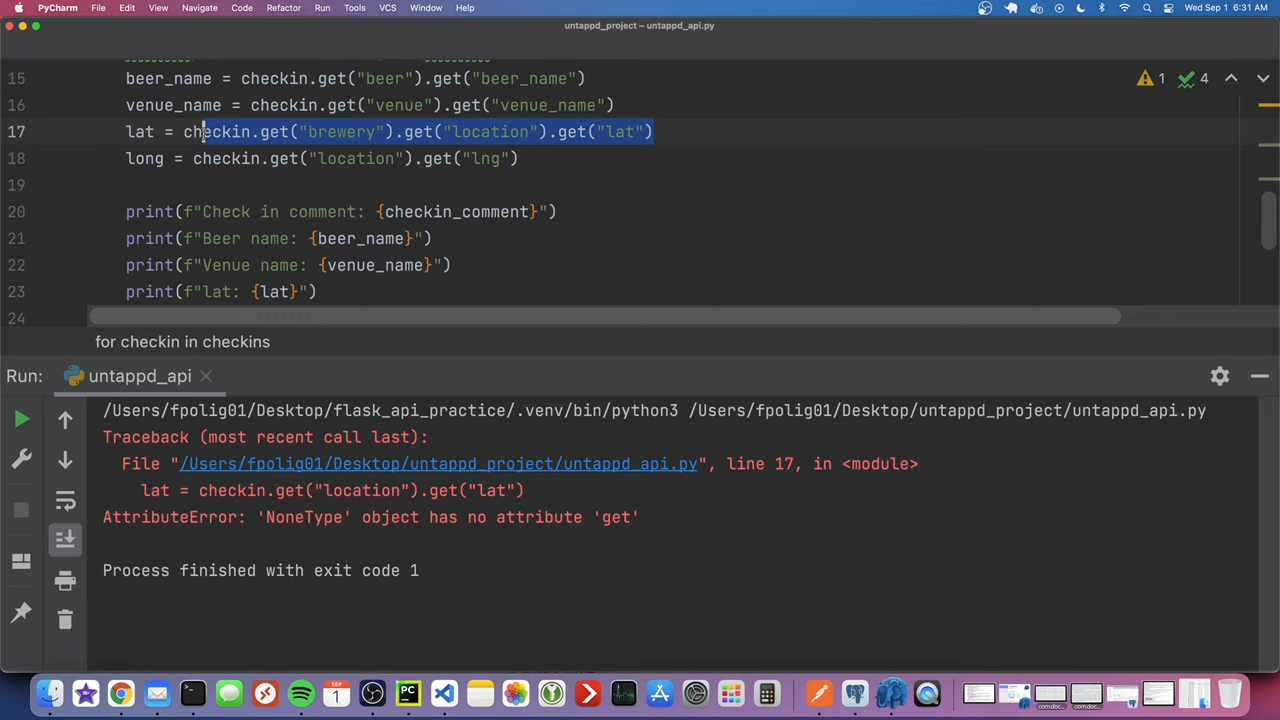 PyCharm File Edit View Navigate Code Refactor Run Tools VCS Window Help Wed Sep 1 6:31 AM
untappd_project – untappd_api.py
15 beer_name = checkin.get("beer").get("beer_name")
1 4
16 venue_name = checkin.get("venue").get("venue_name")
17 lat = checkin.get("brewery").get("location").get("lat")
18 long = checkin.get("location").get("lng")
19
20 print(f"Check in comment: {checkin_comment}")
21 print(f"Beer name: {beer_name}")
22 print(f"Venue name: {venue_name}")
23 print(f"lat: {lat}")
24
for checkin in checkins
Run: untappd_api
/Users/fpolig01/Desktop/flask_api_practice/.venv/bin/python3 /Users/fpolig01/Desktop/untappd_project/untappd_api.py
Traceback (most recent call last):
File "/Users/fpolig01/Desktop/untappd_project/untappd_api.py", line 17, in <module>
lat = checkin.get("location").get("lat")
AttributeError: 'NoneType' object has no attribute 'get'
Process finished with exit code 1
SEP
1
PC